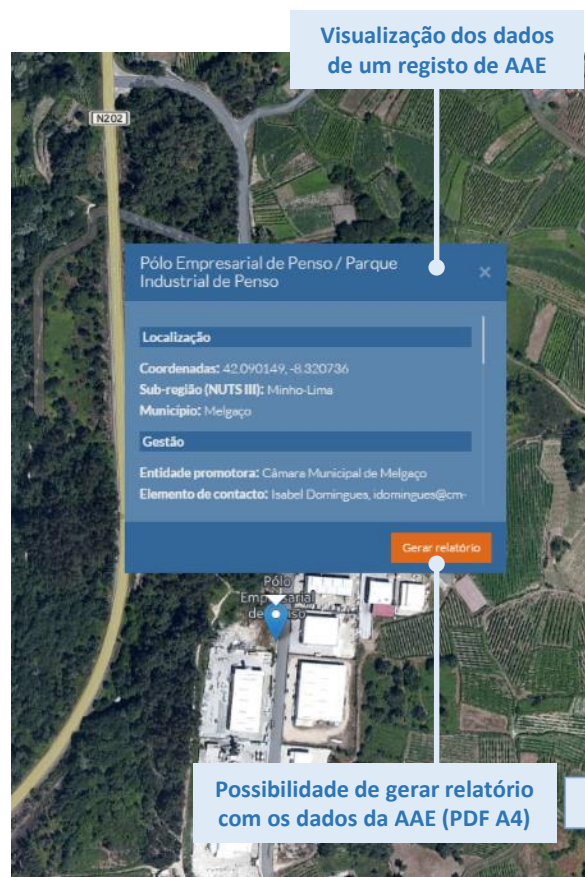 Visualização dos dados
de um registo de AAE
N202
Pólo Empresarial de Penso / Parque
Industrial de Penso
×
Localização
Coordenadas: 42.090149, -8.320736
Sub-região (NUTS III): Minho-Lima
Município: Melgaço
Gestão
Entidade promotora: Câmara Municipal de Melgaço
Elemento de contacto: Isabel Domingues, idomingues@cm-
Gerar relatório
Pólo
Empresarial
de Penso
Possibilidade de gerar relatório
com os dados da AAE (PDF A4)